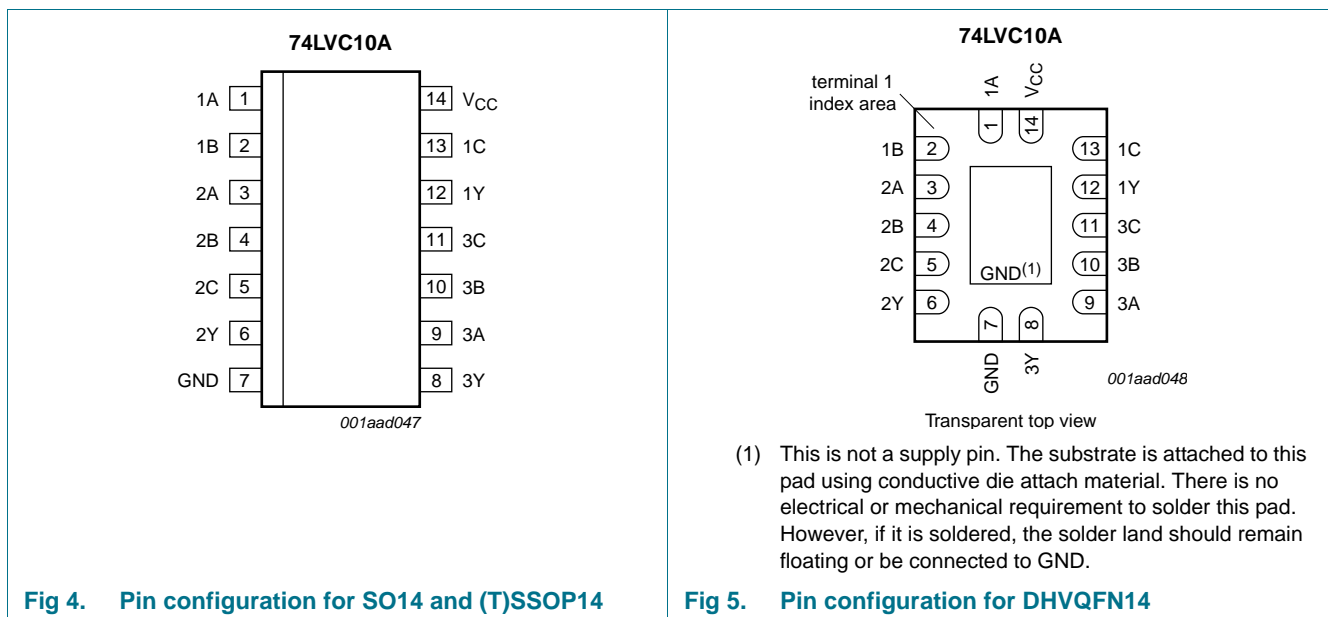 74LVC10A
1A 1 14 VCC
1B 2 13 1C
2A 3 12 1Y
2B 4 11 3C
2C 5 10 3B
2Y 6 9 3A
GND 7 8 3Y
001aad047
Fig 4. Pin configuration for SO14 and (T)SSOP14
74LVC10A
terminal 1
index area
1A VCC
1 14
1B 2 13 1C
2A 3 12 1Y
2B 4 11 3C
2C 5 10 3B
GND(1)
2Y 6 9 3A
7 8
GND 3Y
001aad048
Transparent top view
(1) This is not a supply pin. The substrate is attached to this
pad using conductive die attach material. There is no
electrical or mechanical requirement to solder this pad.
However, if it is soldered, the solder land should remain
floating or be connected to GND.
Fig 5. Pin configuration for DHVQFN14